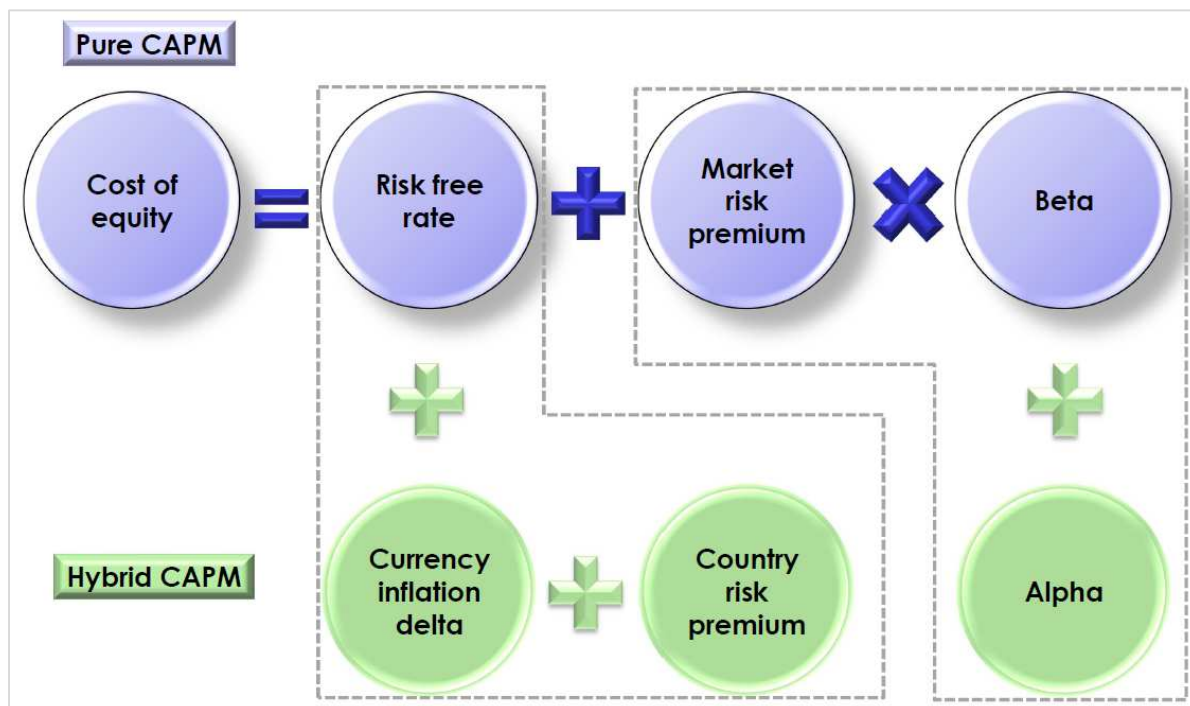 Pure CAPM
Cost of
equity
=
Risk free
rate
+
Market
risk
premium
×
Beta
+
+
Hybrid CAPM
Currency
inflation
delta
+
Country
risk
premium
Alpha